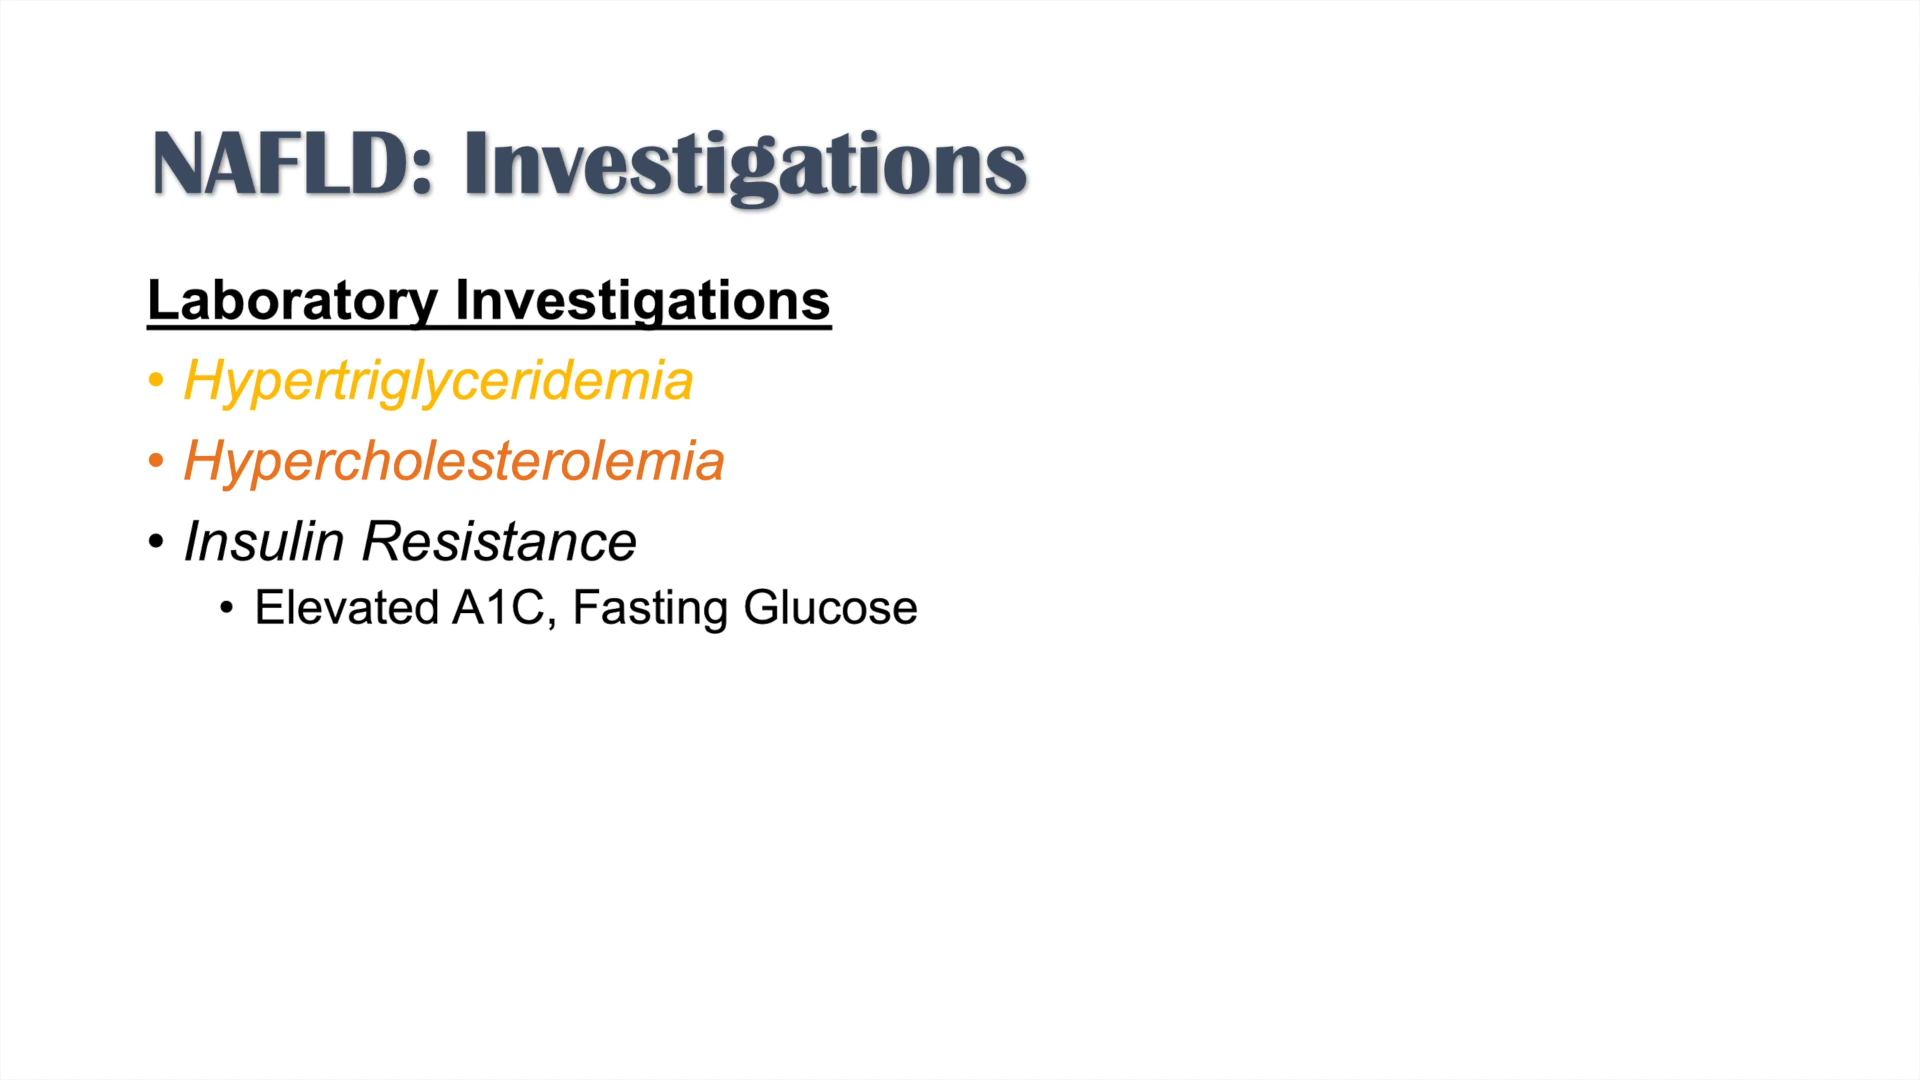 NAFLD: Investigations
Laboratory Investigations
• Hypertriglyceridemia
• Hypercholesterolemia
• Insulin Resistance
• Elevated A1C, Fasting Glucose